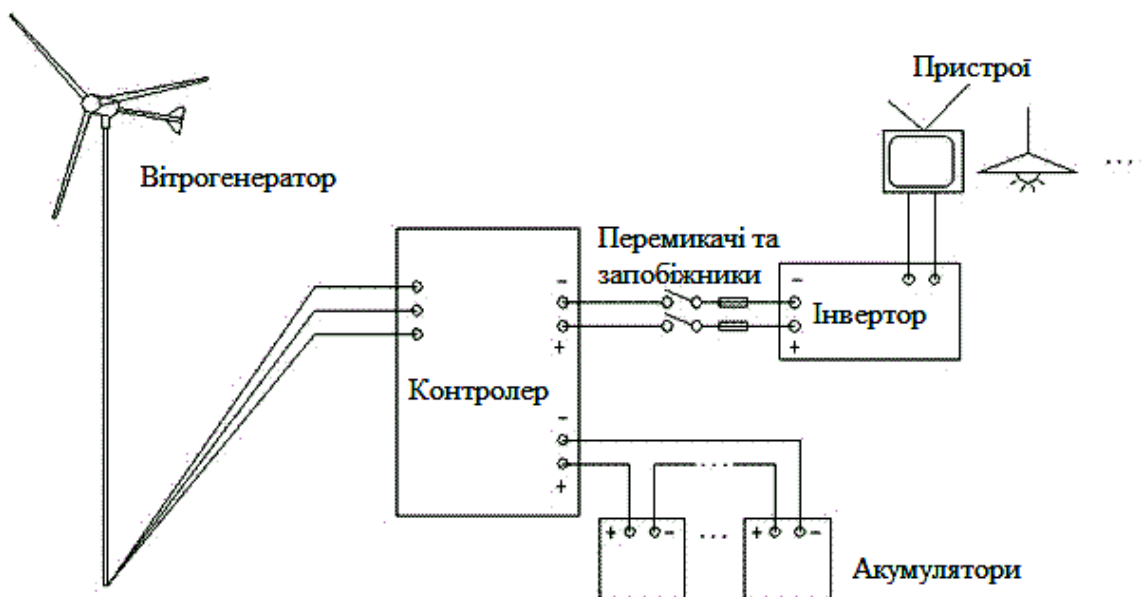 Пристрої
Вітрогенератор
Перемикачі та
запобіжники
-
-
Інвертор
+
+
Контролер
-
+
+ - ... + -
Акумулятори